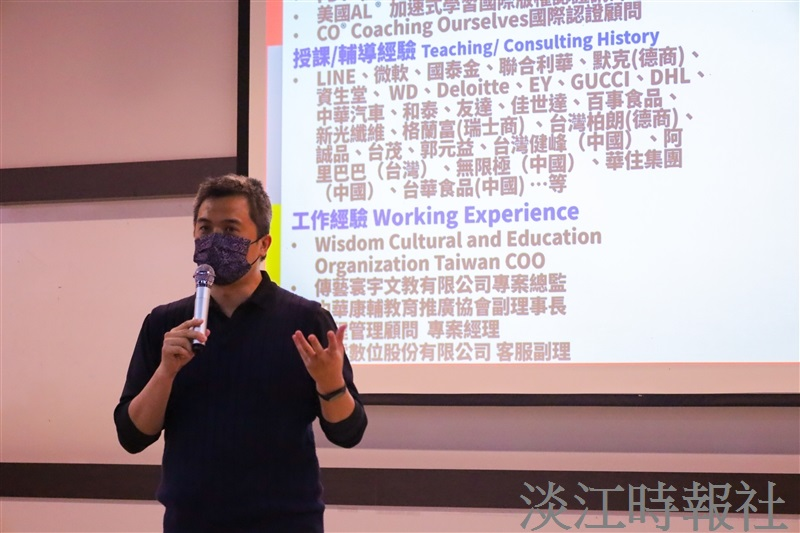 美國AL® 加速式學習國際版權認證講師
CO® Coaching Ourselves國際認證顧問
授課/輔導經驗 Teaching/ Consulting History
• LINE、微軟、國泰金、聯合利華、默克(德商)、
資生堂、WD、Deloitte、EY、GUCCI、DHL、
中華汽車、和泰、友達、佳世達、百事食品、
新光纖維、格蘭富(瑞士商)、台灣柏朗(德商)、
誠品、台茂、郭元益、台灣健峰（中國）、阿
里巴巴（台灣）、無限極（中國）、華住集團
（中國）、台華食品(中國) …等
工作經驗 Working Experience
• Wisdom Cultural and Education
Organization Taiwan COO
• 傳藝寰宇文教有限公司專案總監
中華康輔教育推廣協會副理事長
管理顧問 專案經理
數位股份有限公司 客服副理
淡江時報社